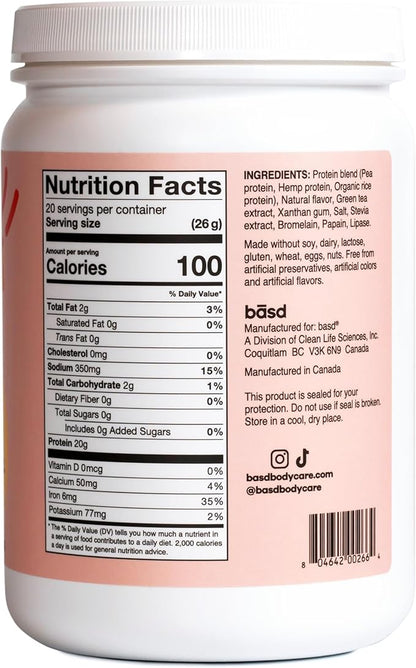 Nutrition Facts
20 servings per container
Serving size (26 g)
Amount per serving
Calories 100
% Daily Value*
Total Fat 2g 3%
Saturated Fat 0g 0%
Trans Fat 0g
Cholesterol 0mg 0%
Sodium 350mg 15%
Total Carbohydrate 2g 1%
Dietary Fiber 0g 0%
Total Sugars 0g
Includes 0g Added Sugars 0%
Protein 20g
Vitamin D 0mcg 0%
Calcium 50mg 4%
Iron 6mg 35%
Potassium 77mg 2%
* The % Daily Value (DV) tells you how much a nutrient in
a serving of food contributes to a daily diet. 2,000 calories
a day is used for general nutrition advice.
INGREDIENTS: Protein blend (Pea
protein, Hemp protein, Organic rice
protein), Natural flavor, Green tea
extract, Xanthan gum, Salt, Stevia
extract, Bromelain, Papain, Lipase.
Made without soy, dairy, lactose,
gluten, wheat, eggs, nuts. Free from
artificial preservatives, artificial colors
and artificial flavors.
bāsd
Manufactured for: basd®
A Division of Clean Life Sciences, Inc.
Coquitlam BC V3K 6N9 Canada
Manufactured in Canada
This product is sealed for your
protection. Do not use if seal is broken.
Store in a cool, dry place.
basdbodycare.com
@basdbodycare
8 04642 00266 4